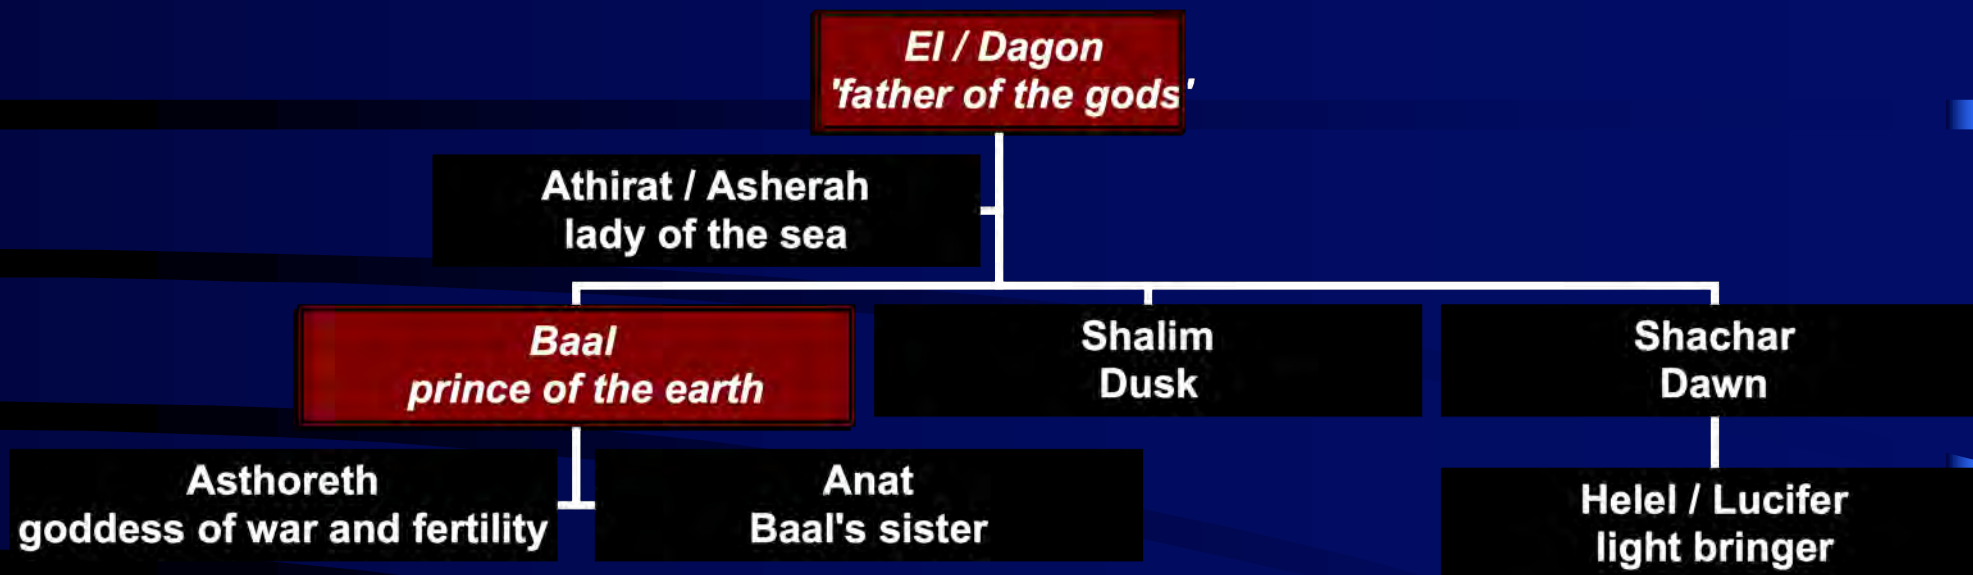 El / Dagon
'father of the gods'
Athirat / Asherah
lady of the sea
Baal
prince of the earth
Shalim
Dusk
Shachar
Dawn
Asthoreth
goddess of war and fertility
Anat
Baal's sister
Helel / Lucifer
light bringer